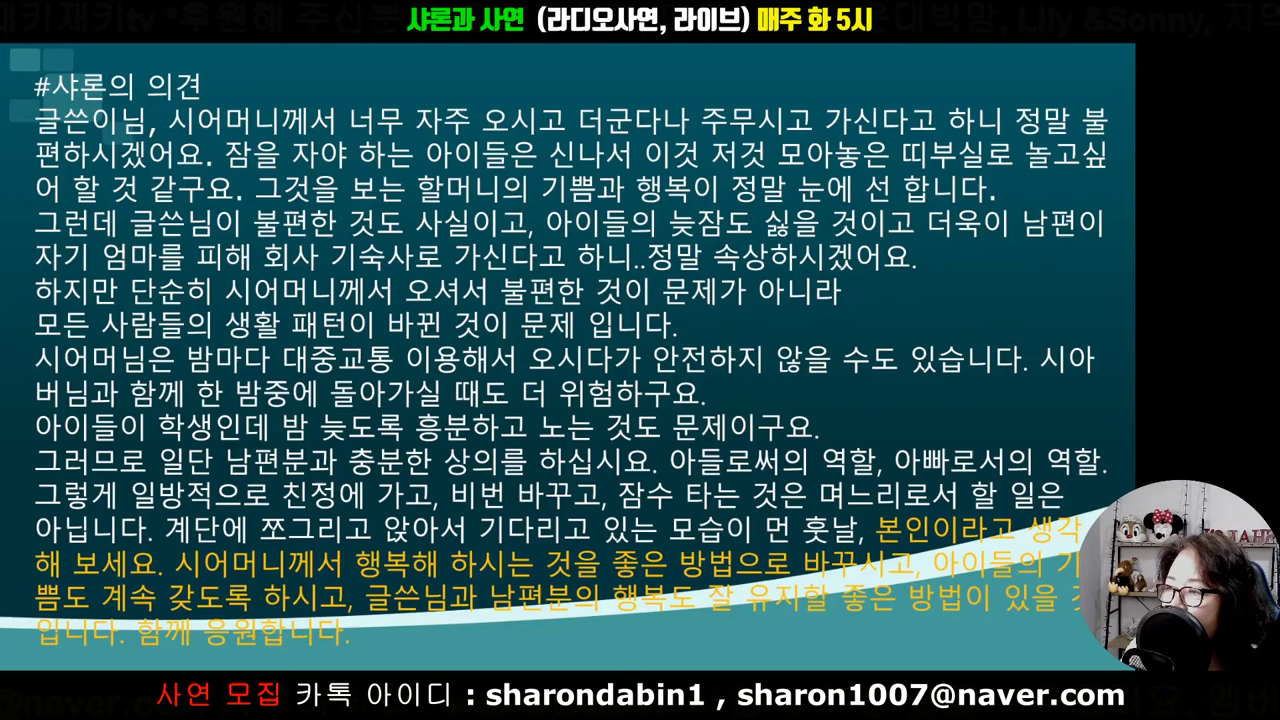 샤론과 사연 (라디오사연, 라이브) 매주 화 5시
#샤론의 의견
글쓴이님, 시어머니께서 너무 자주 오시고 더군다나 주무시고 가신다고 하니 정말 불
편하시겠어요. 잠을 자야 하는 아이들은 신나서 이것 저것 모아놓은 띠부실로 놀고싶
어 할 것 같구요. 그것을 보는 할머니의 기쁨과 행복이 정말 눈에 선 합니다.
그런데 글쓴님이 불편한 것도 사실이고, 아이들의 늦잠도 싫을 것이고 더욱이 남편이
자기 엄마를 피해 회사 기숙사로 가신다고 하니..정말 속상하시겠어요.
하지만 단순히 시어머니께서 오셔서 불편한 것이 문제가 아니라
모든 사람들의 생활 패턴이 바뀐 것이 문제 입니다.
시어머님은 밤마다 대중교통 이용해서 오시다가 안전하지 않을 수도 있습니다. 시아
버님과 함께 한 밤중에 돌아가실 때도 더 위험하구요.
아이들이 학생인데 밤 늦도록 흥분하고 노는 것도 문제이구요.
그러므로 일단 남편분과 충분한 상의를 하십시요. 아들로써의 역할, 아빠로서의 역할.
그렇게 일방적으로 친정에 가고, 비번 바꾸고, 잠수 타는 것은 며느리로서 할 일은
아닙니다. 계단에 쪼그리고 앉아서 기다리고 있는 모습이 먼 훗날, 본인이라고 생각
해 보세요. 시어머니께서 행복해 하시는 것을 좋은 방법으로 바꾸시고, 아이들의 기
쁨도 계속 갖도록 하시고, 글쓴님과 남편분의 행복도 잘 유지할 좋은 방법이 있을
입니다. 함께 응원합니다.
사연 모집 카톡 아이디 : sharondabin1 , sharon1007@naver.com